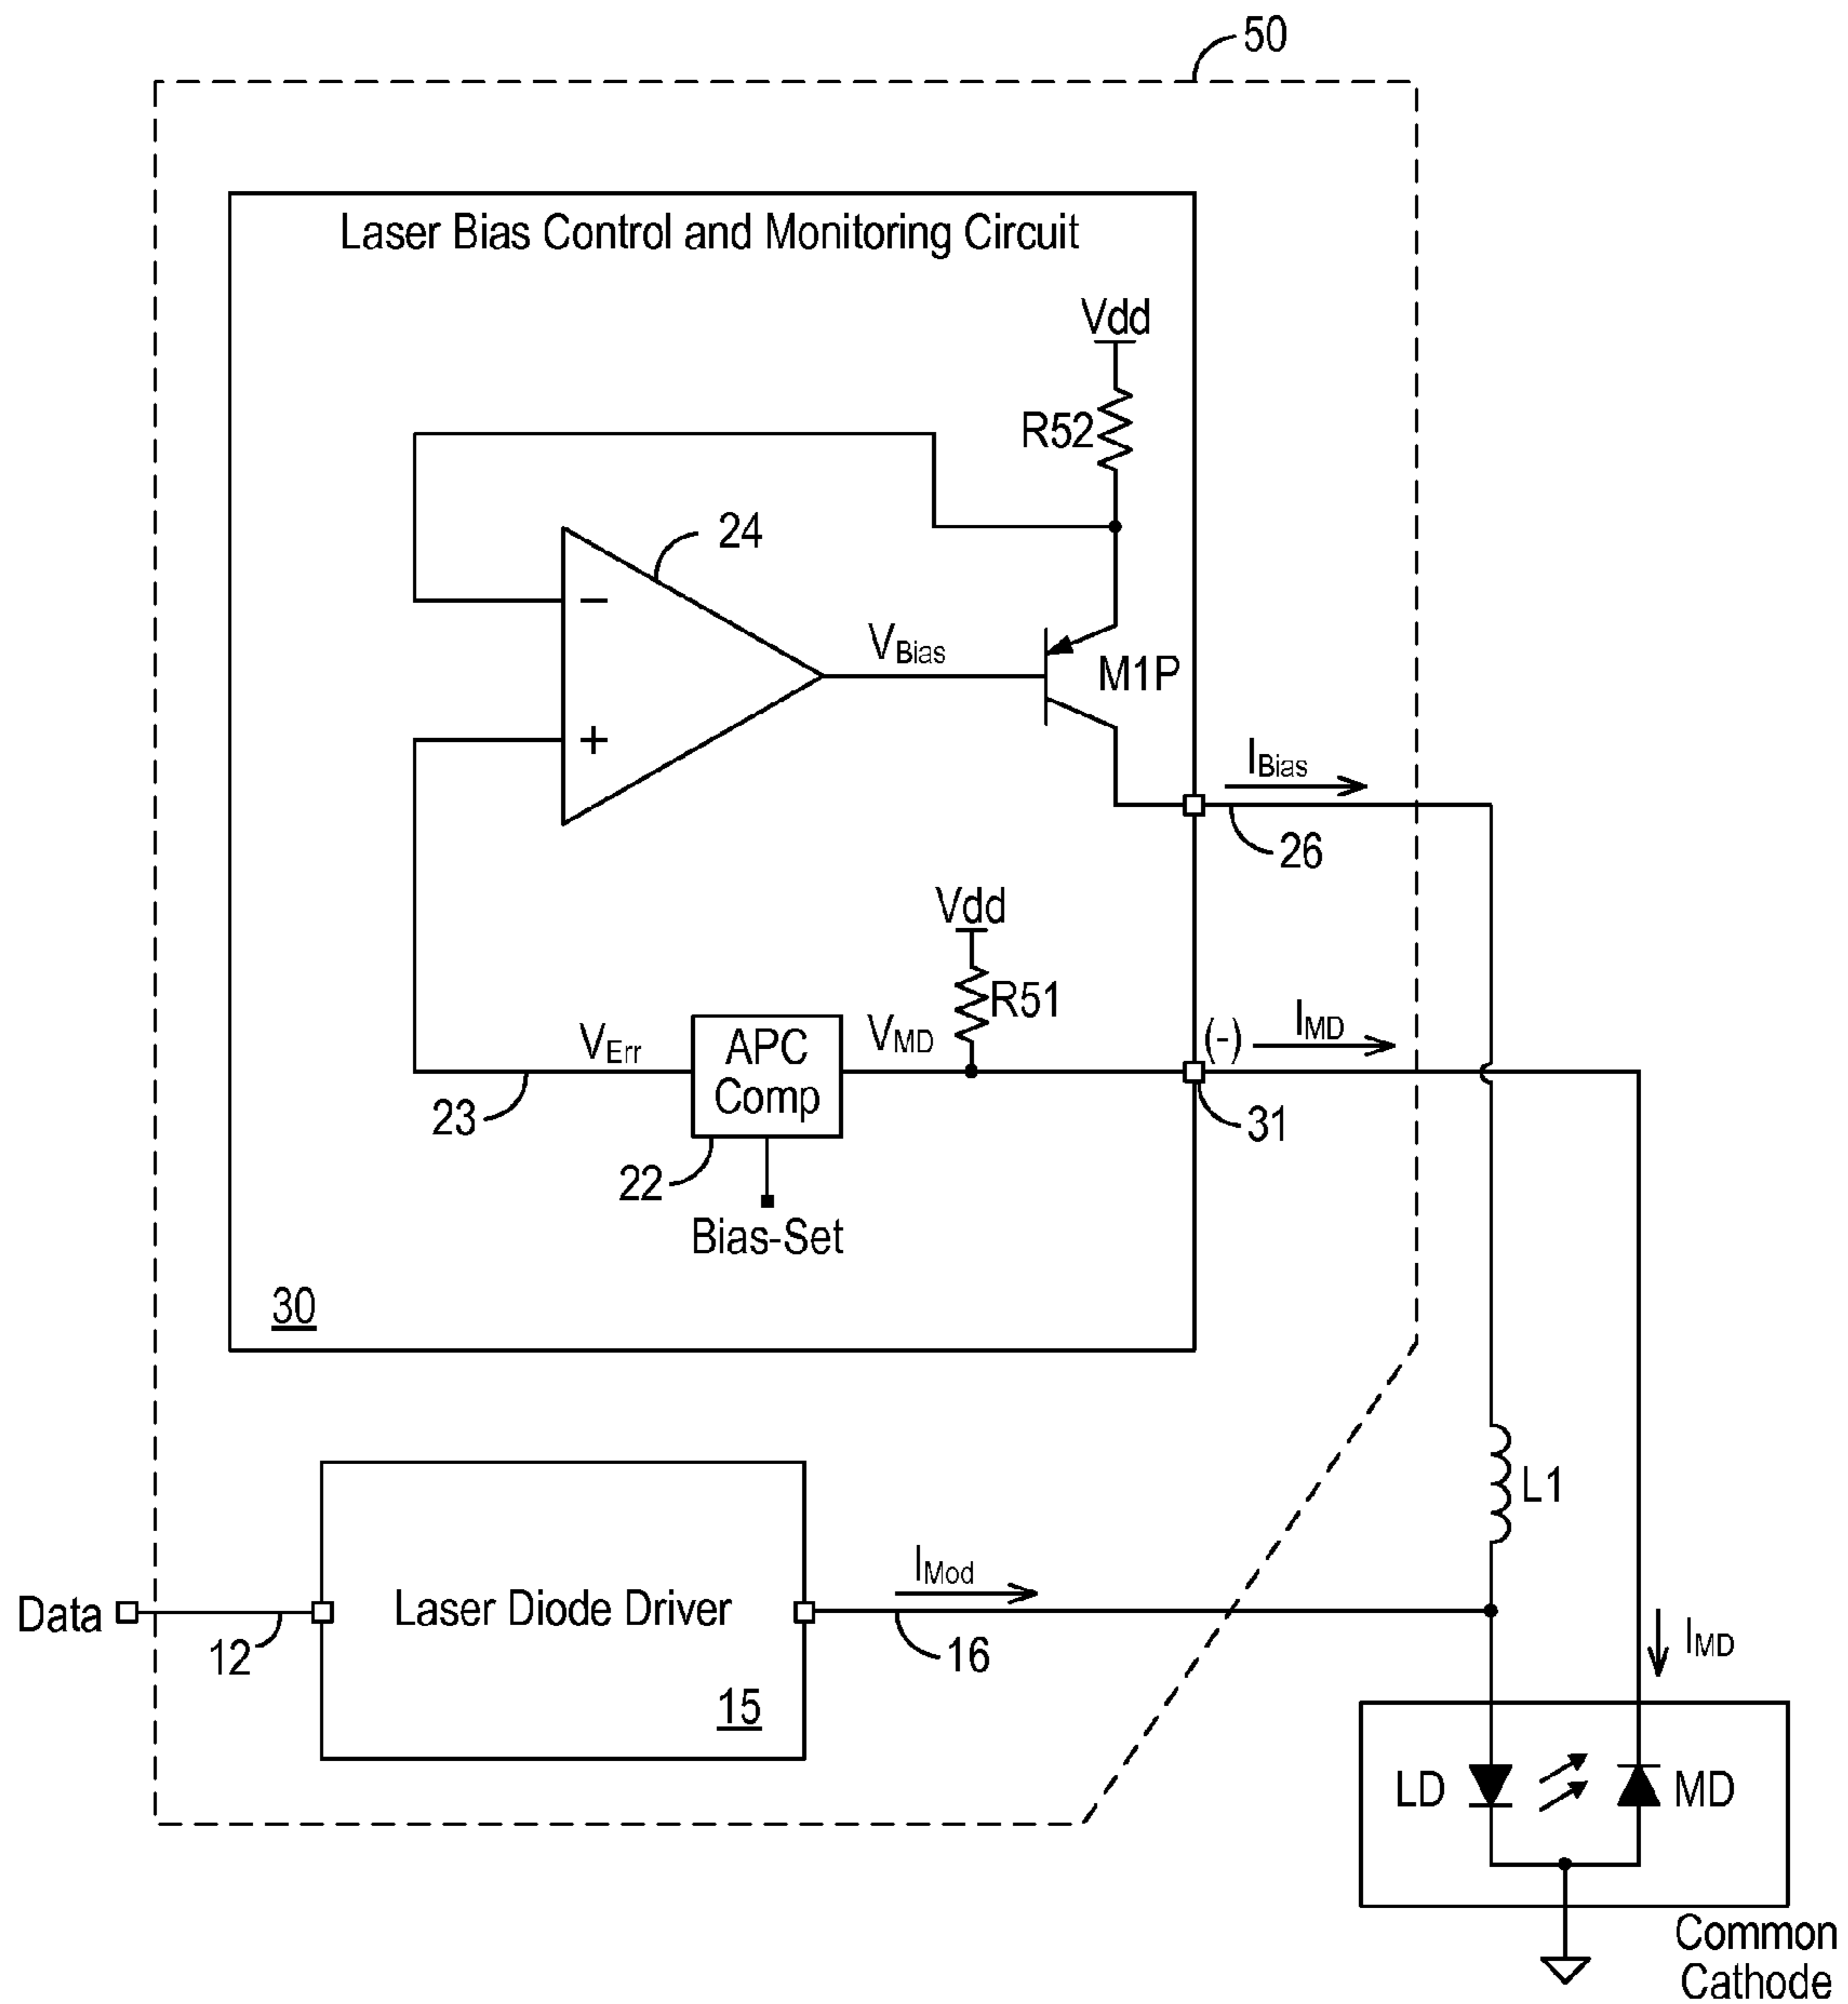 50
Laser Bias Control and Monitoring Circuit
Vdd
R52
24
−
VBias
M1P
+
IBias
26
Vdd
R51
VErr
APC
Comp
VMD
(-)
IMD
23
31
22
Bias-Set
30
L1
IMod
Data
Laser Diode Driver
12
16
IMD
15
LD
MD
Common
Cathode